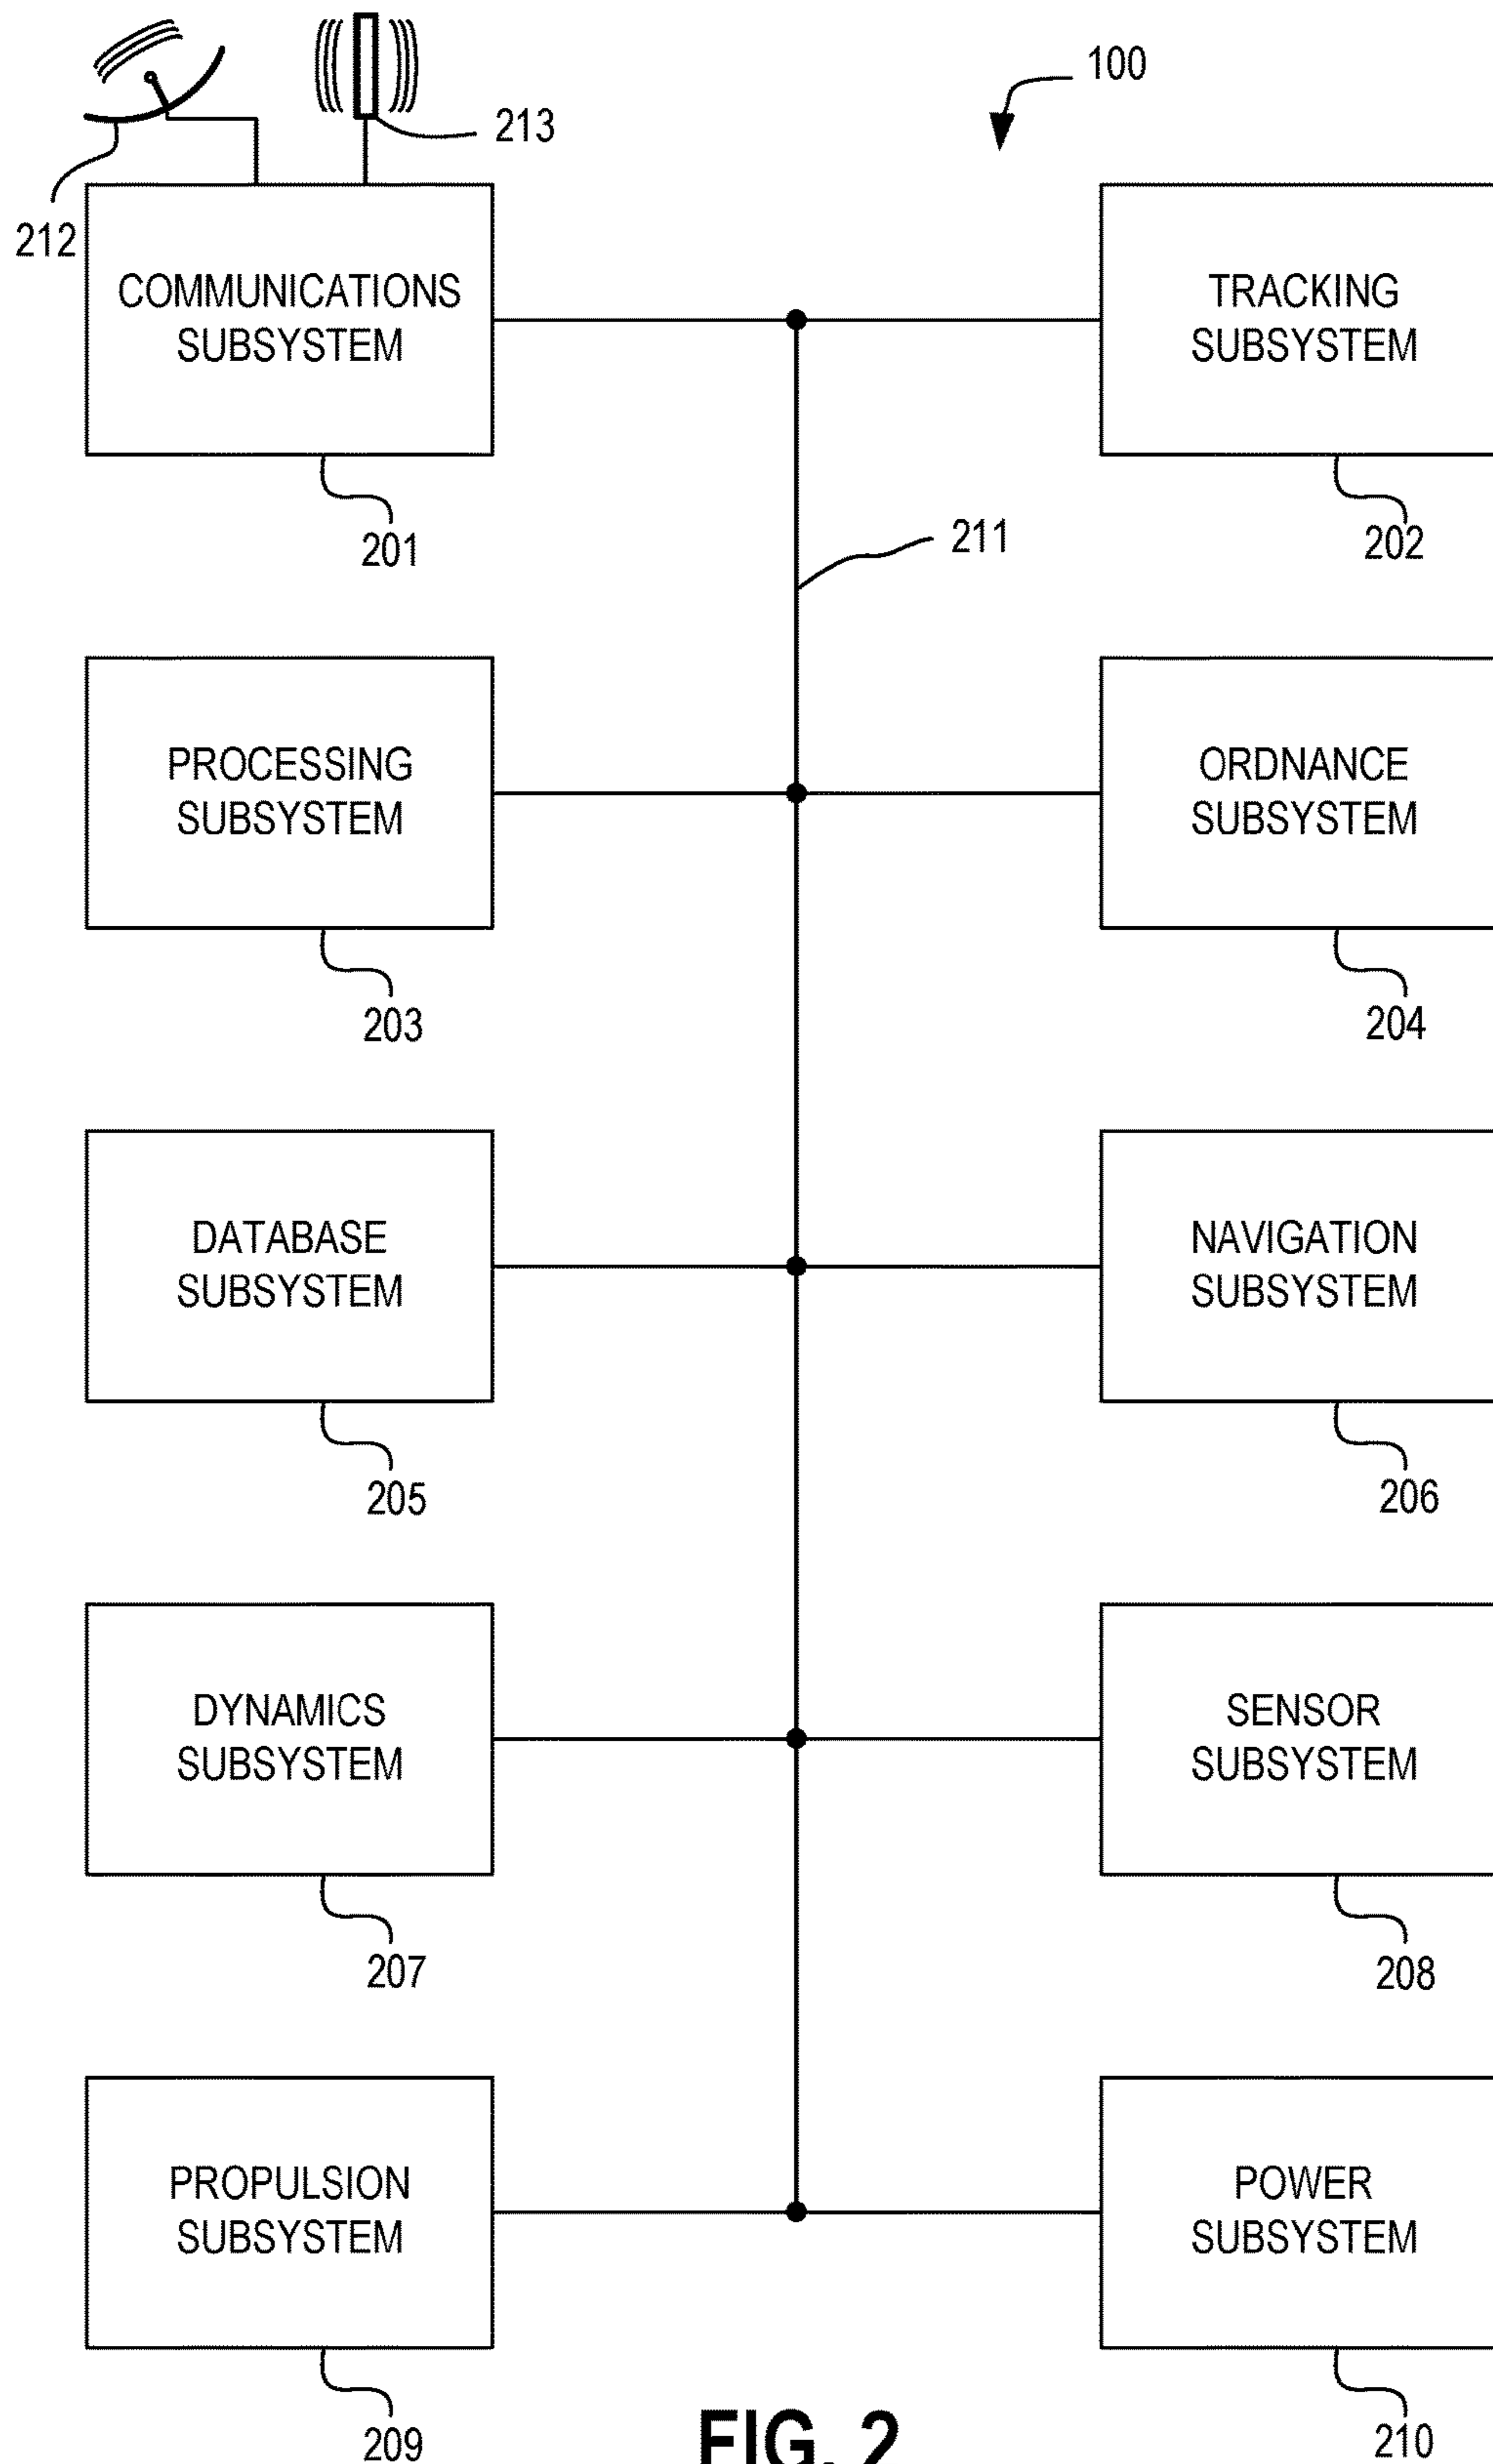 213
100
212
COMMUNICATIONS
SUBSYSTEM
TRACKING
SUBSYSTEM
201
202
211
PROCESSING
SUBSYSTEM
ORDNANCE
SUBSYSTEM
203
204
DATABASE
SUBSYSTEM
NAVIGATION
SUBSYSTEM
205
206
DYNAMICS
SUBSYSTEM
SENSOR
SUBSYSTEM
207
208
PROPULSION
SUBSYSTEM
POWER
SUBSYSTEM
209
210
FIG. 2